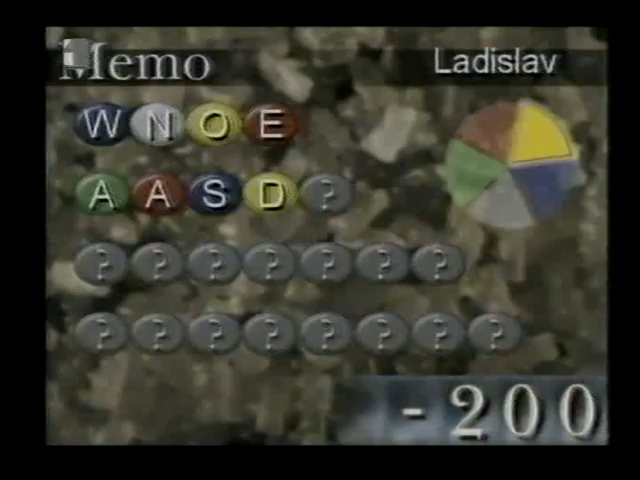 Memo
Ladislav
W N O E
A A S D ?
? ? ? ? ? ? ?
? ? ? ? ? ? ? ?
-200